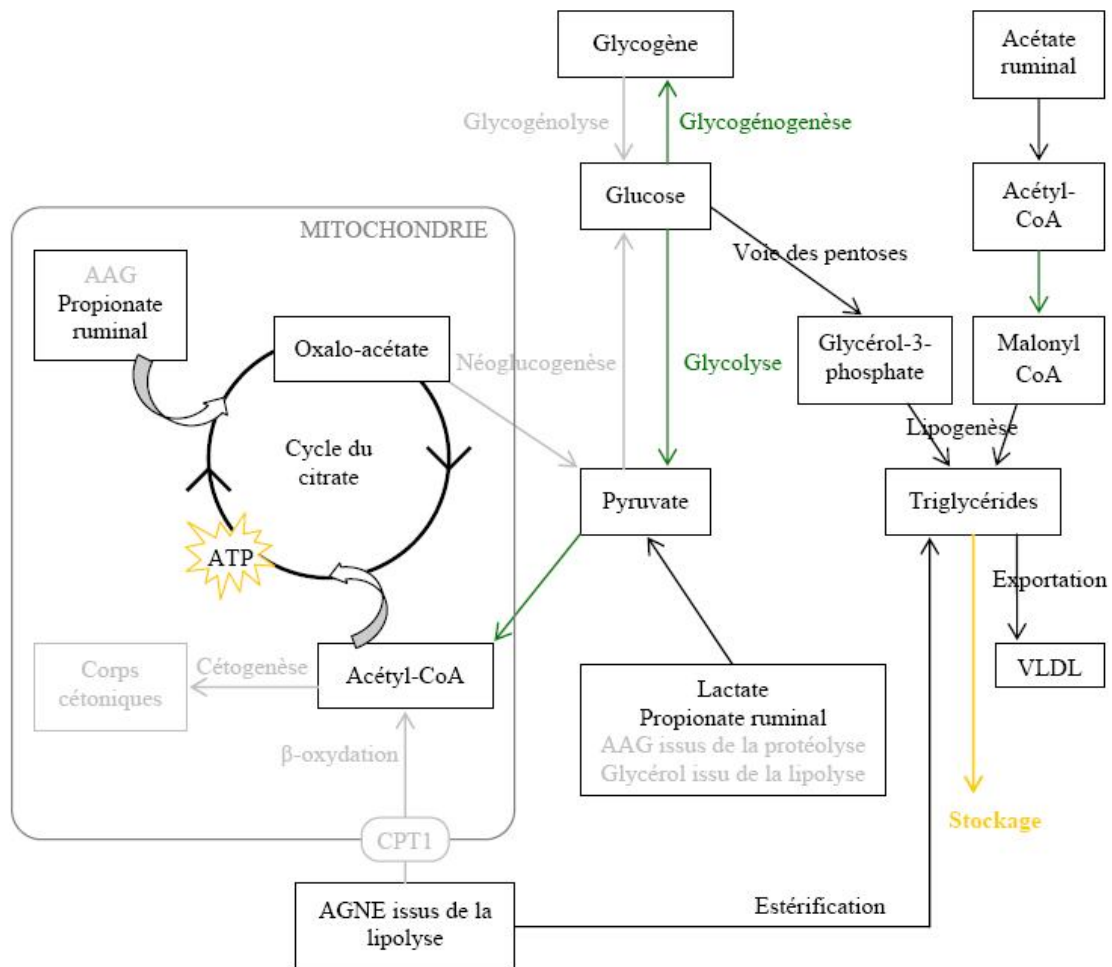 Glycogène
Acétate
ruminal
Glycogénolyse
Glycogénogenèse
Glucose
Acétyl-
CoA
MITOCHONDRIE
Voie des pentoses
AAG
Propionate
ruminal
Oxalo-acétate
Néoglucogenèse
Glycolyse
Glycérol-3-
phosphate
Malonyl
CoA
Lipogenèse
Cycle du
citrate
Pyruvate
Triglycérides
ATP
Exportation
Corps
cétoniques
Cétogenèse
Acétyl-CoA
VLDL
Lactate
Propionate ruminal
AAG issus de la protéolyse
Glycérol issu de la lipolyse
β-oxydation
Stockage
CPT1
AGNE issus de la
lipolyse
Estérification